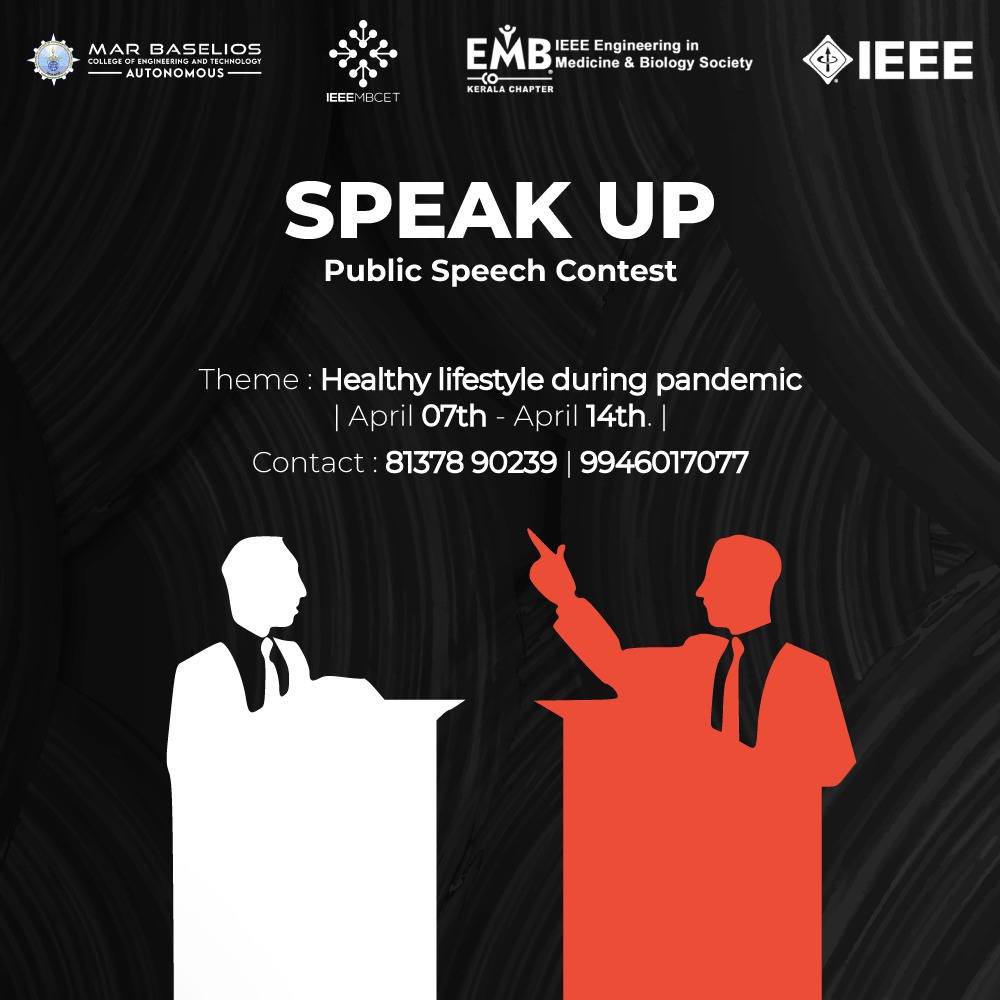 MAR BASELIOS
COLLEGE OF ENGINEERING AND TECHNOLOGY
AUTONOMOUS
IEEEMBCET
EMB
KERALA CHAPTER
IEEE Engineering in
Medicine & Biology Society
IEEE
SPEAK UP
Public Speech Contest
Theme : Healthy lifestyle during pandemic
| April 07th - April 14th. |
Contact : 81378 90239 | 9946017077